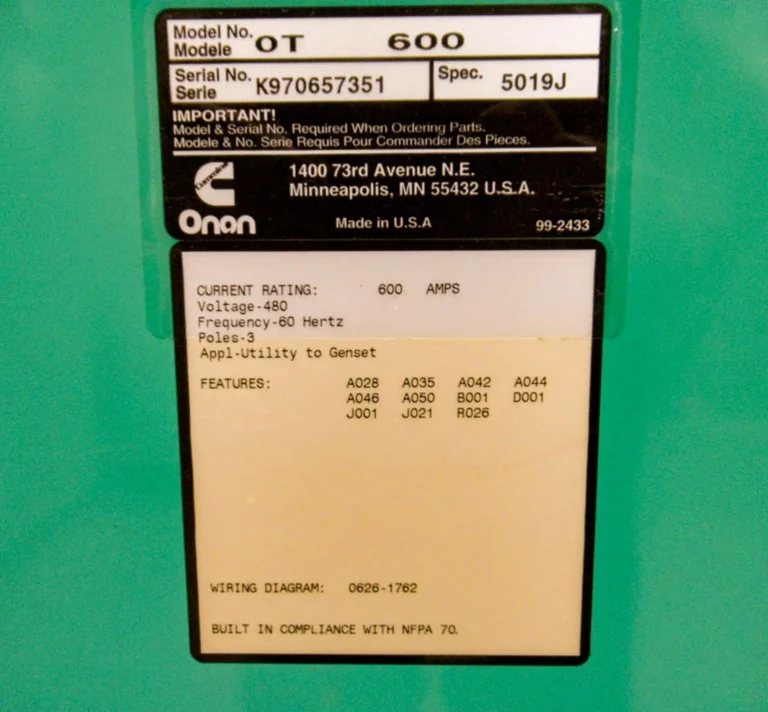 Model No. OT 600
Modele
Serial No. K970657351 Spec. 5019J
Serie
IMPORTANT!
Model & Serial No. Required When Ordering Parts.
Modele & No. Serie Requis Pour Commander Des Pieces.
Cummins
Onan
1400 73rd Avenue N.E.
Minneapolis, MN 55432 U.S.A.
Made in U.S.A 99-2433
CURRENT RATING: 600 AMPS
Voltage-480
Frequency-60 Hertz
Poles-3
Appl-Utility to Genset
FEATURES: A028 A035 A042 A044
A046 A050 B001 D001
J001 J021 R026
WIRING DIAGRAM: 0626-1762
BUILT IN COMPLIANCE WITH NFPA 70.